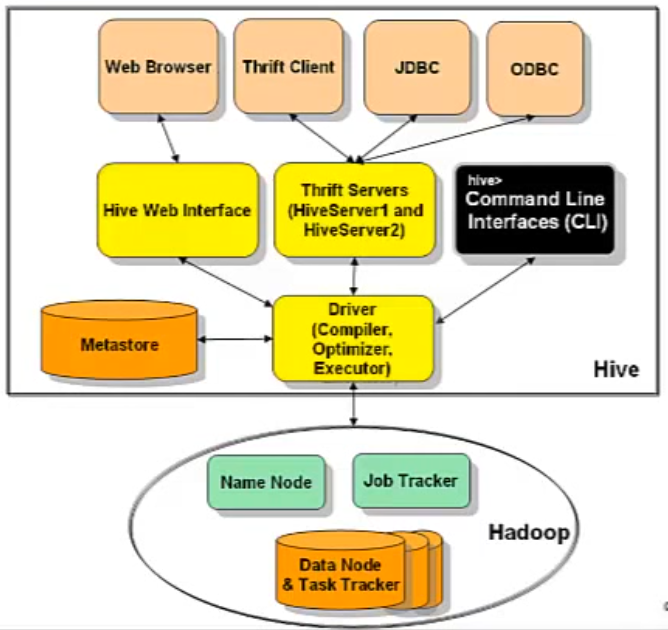 Web Browser
Thrift Client
JDBC
ODBC
Hive Web Interface
Thrift Servers
(HiveServer1 and
HiveServer2)
hive>
Command Line
Interfaces (CLI)
Metastore
Driver
(Compiler,
Optimizer,
Executor)
Hive
Name Node
Job Tracker
Hadoop
Data Node
& Task Tracker